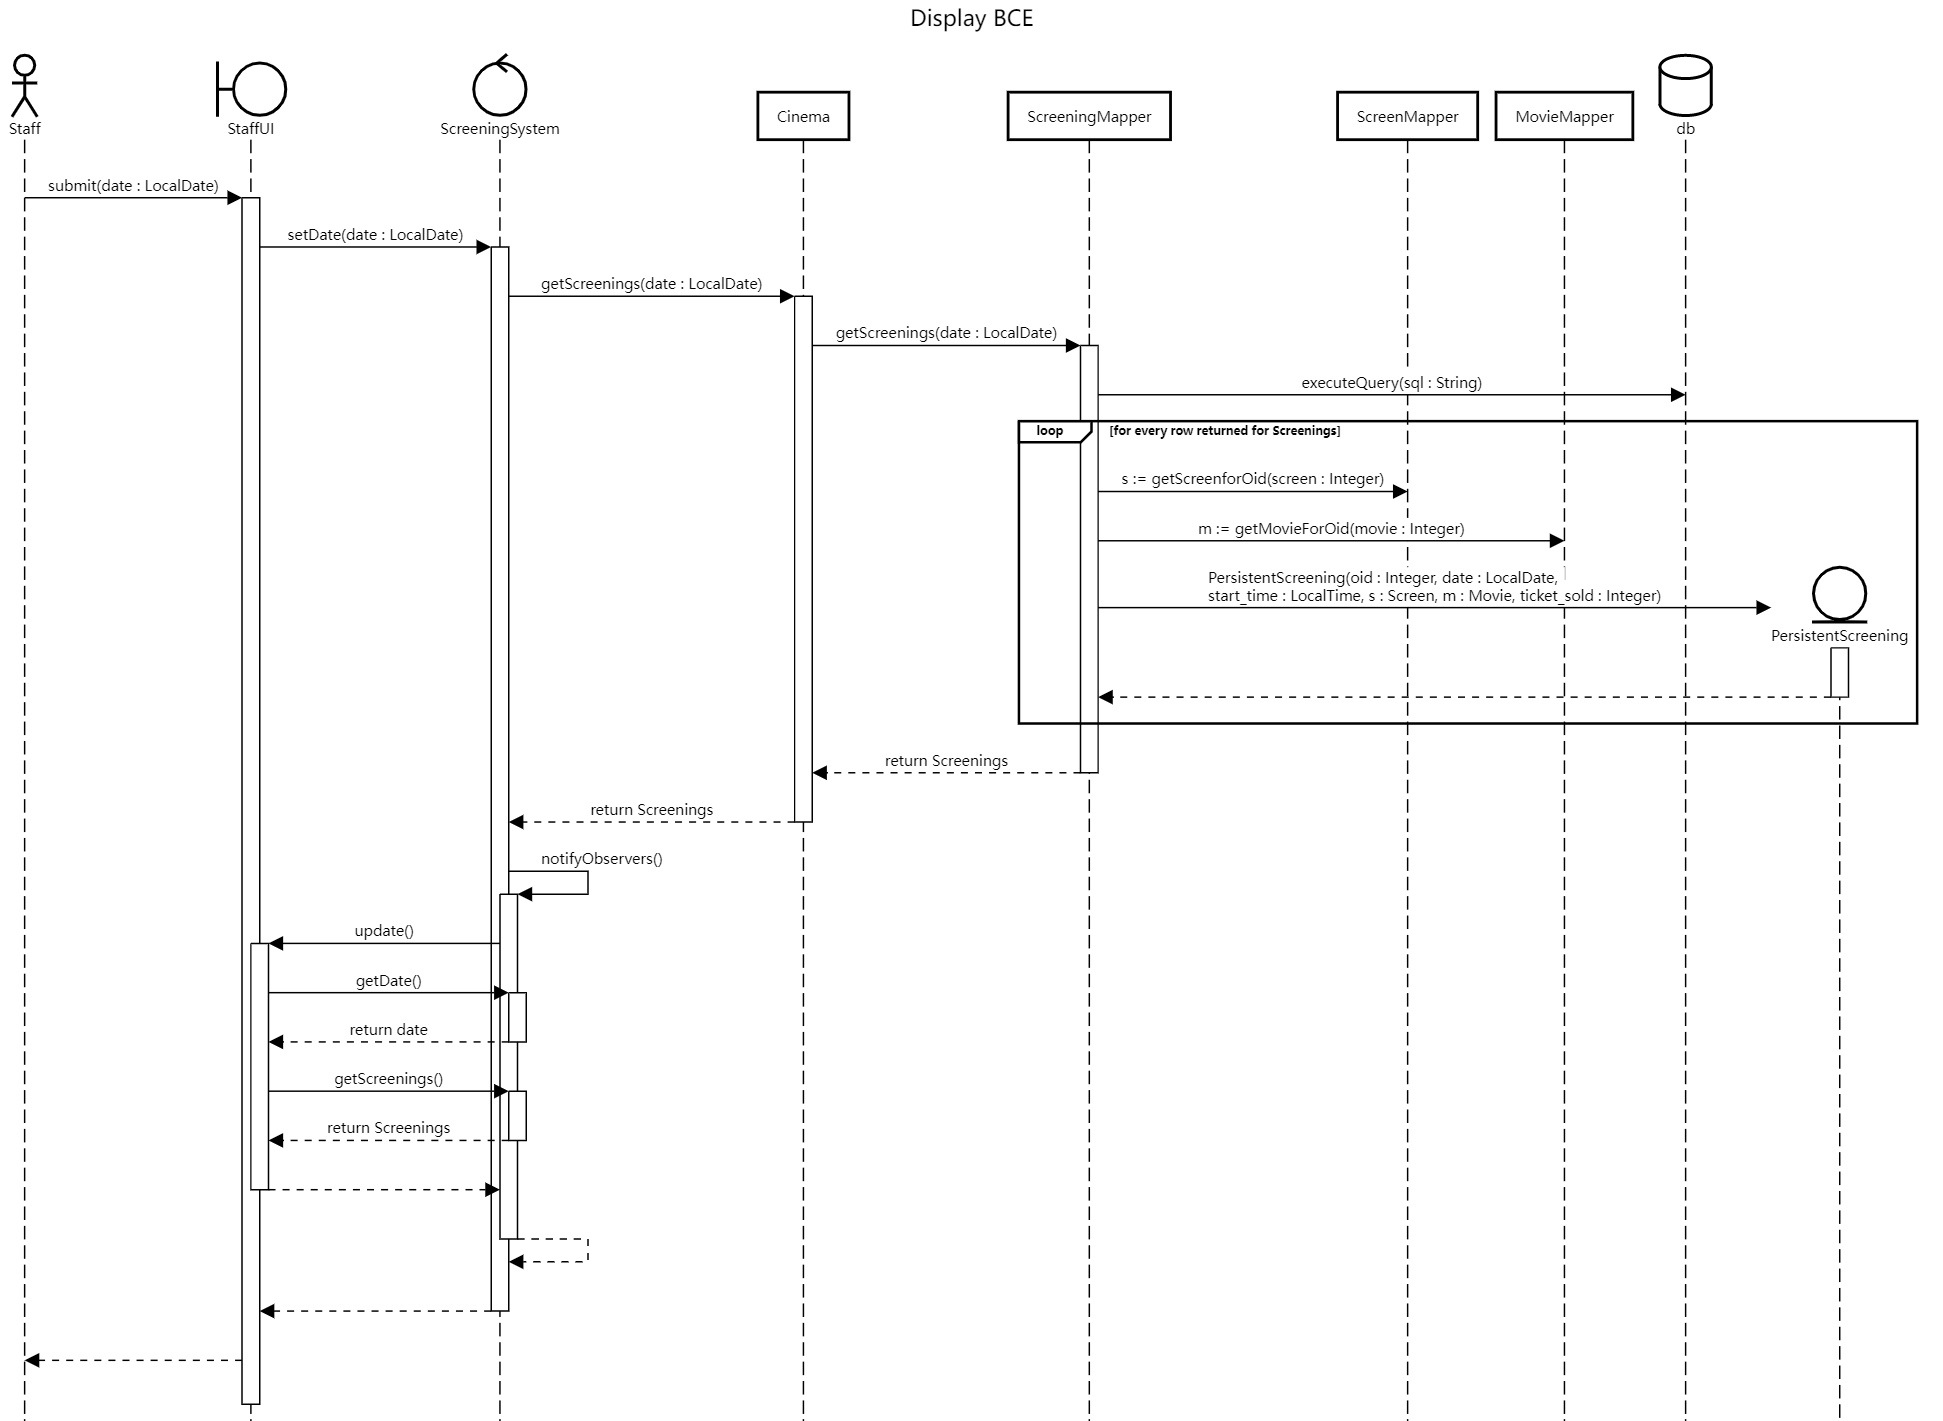 Display BCE
Staff
StaffUI
ScreeningSystem
Cinema
ScreeningMapper
ScreenMapper
MovieMapper
db
submit(date : LocalDate)
setDate(date : LocalDate)
getScreenings(date : LocalDate)
getScreenings(date : LocalDate)
executeQuery(sql : String)
loop
[for every row returned for Screenings]
s := getScreenforOid(screen : Integer)
m := getMovieForOid(movie : Integer)
PersistentScreening(oid : Integer, date : LocalDate,
start_time : LocalTime, s : Screen, m : Movie, ticket_sold : Integer)
PersistentScreening
return Screenings
return Screenings
notifyObservers()
update()
getDate()
return date
getScreenings()
return Screenings